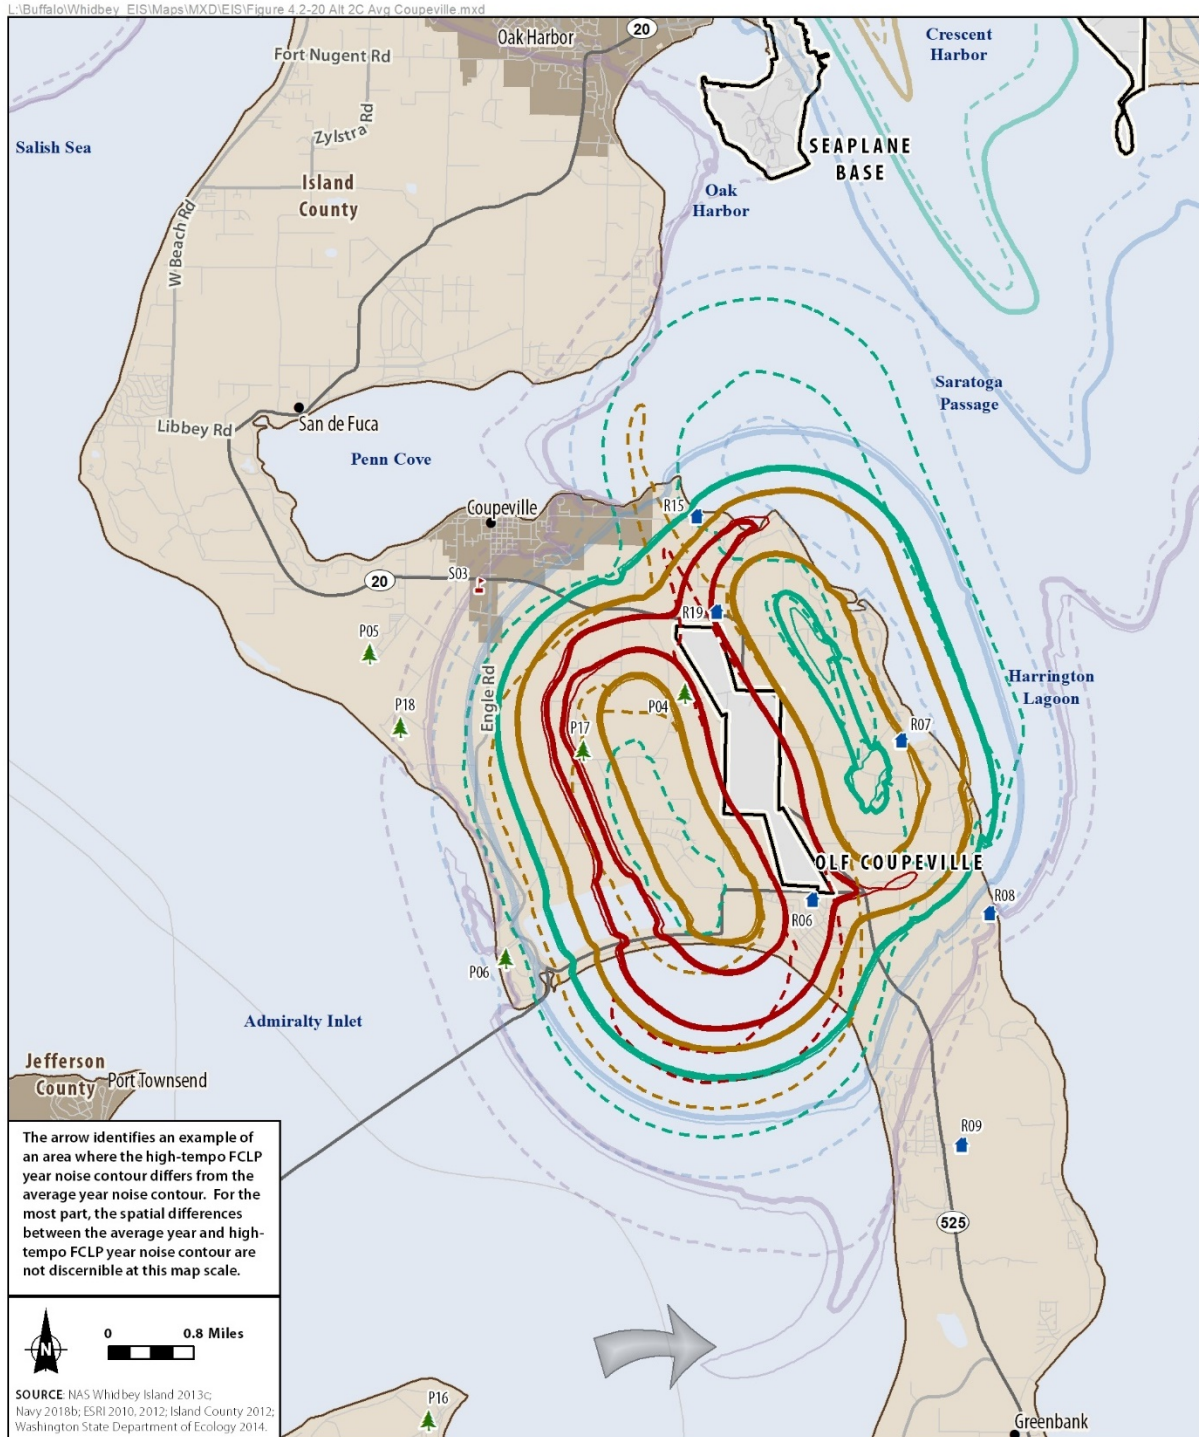 L:\Buffalo\Whidbey_EIS\Maps\MXD\EIS\Figure 4.2-20 Alt 2C Avg Coupeville.mxd
Oak Harbor
20
Crescent
Harbor
Fort Nugent Rd
Zylstra Rd
Salish Sea
SEAPLANE
BASE
Island
County
Oak
Harbor
W Beach Rd
Saratoga
Passage
San de Fuca
Libbey Rd
Penn Cove
Coupeville
R15
S03
20
R19
P05
Harrington
Lagoon
Engle Rd
P04
P18
P17
R07
OLF COUPEVILLE
R06
R08
P06
Admiralty Inlet
Jefferson
County
Port Townsend
The arrow identifies an example of
an area where the high-tempo FCLP
year noise contour differs from the
average year noise contour. For the
most part, the spatial differences
between the average year and high-
tempo FCLP year noise contour are
not discernible at this map scale.
R09
525
N
0 0.8 Miles
SOURCE: NAS Whidbey Island 2013c;
Navy 2018b; ESRI 2010, 2012; Island County 2012;
Washington State Department of Ecology 2014.
P16
Greenbank